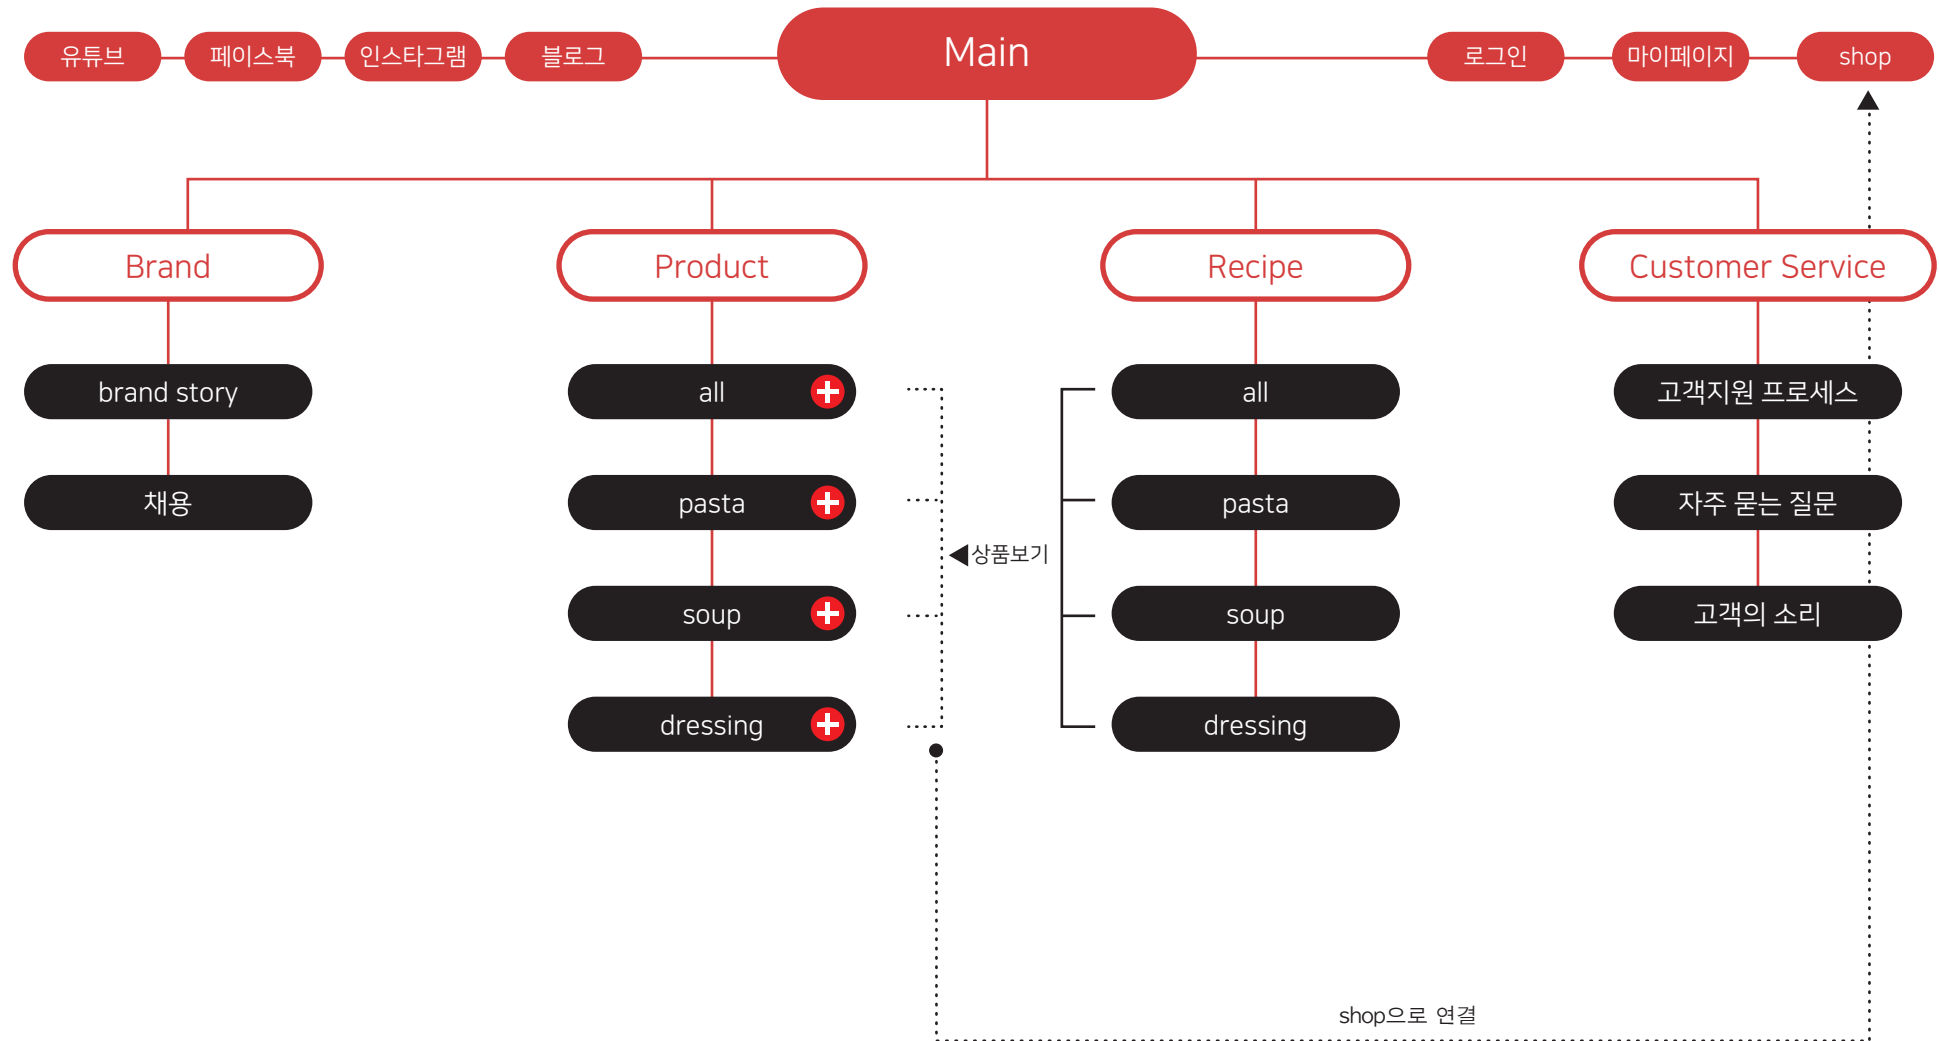 유튜브
페이스북
인스타그램
블로그
Main
로그인
마이페이지
shop
Brand
Product
Recipe
Customer Service
brand story
all
all
고객지원 프로세스
채용
pasta
pasta
자주 묻는 질문
상품보기
soup
soup
고객의 소리
dressing
dressing
shop으로 연결